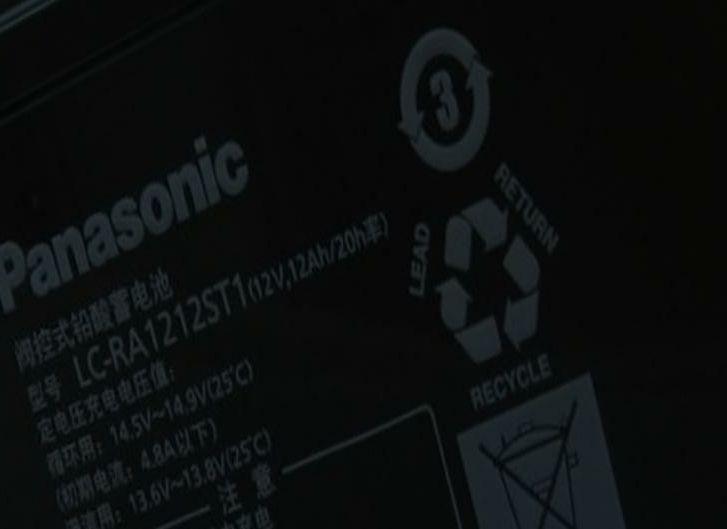 Panasonic
阀控式铅酸蓄电池
型号 LC-RA1212ST1(12V,12Ah/20h率)
定电压充电电压值:
循环用: 14.5V~14.9V(25℃)
(初期电流: 4.8A以下)
13.6V~13.8V(25℃)
注 意
充电
3
LEAD
RETURN
RECYCLE